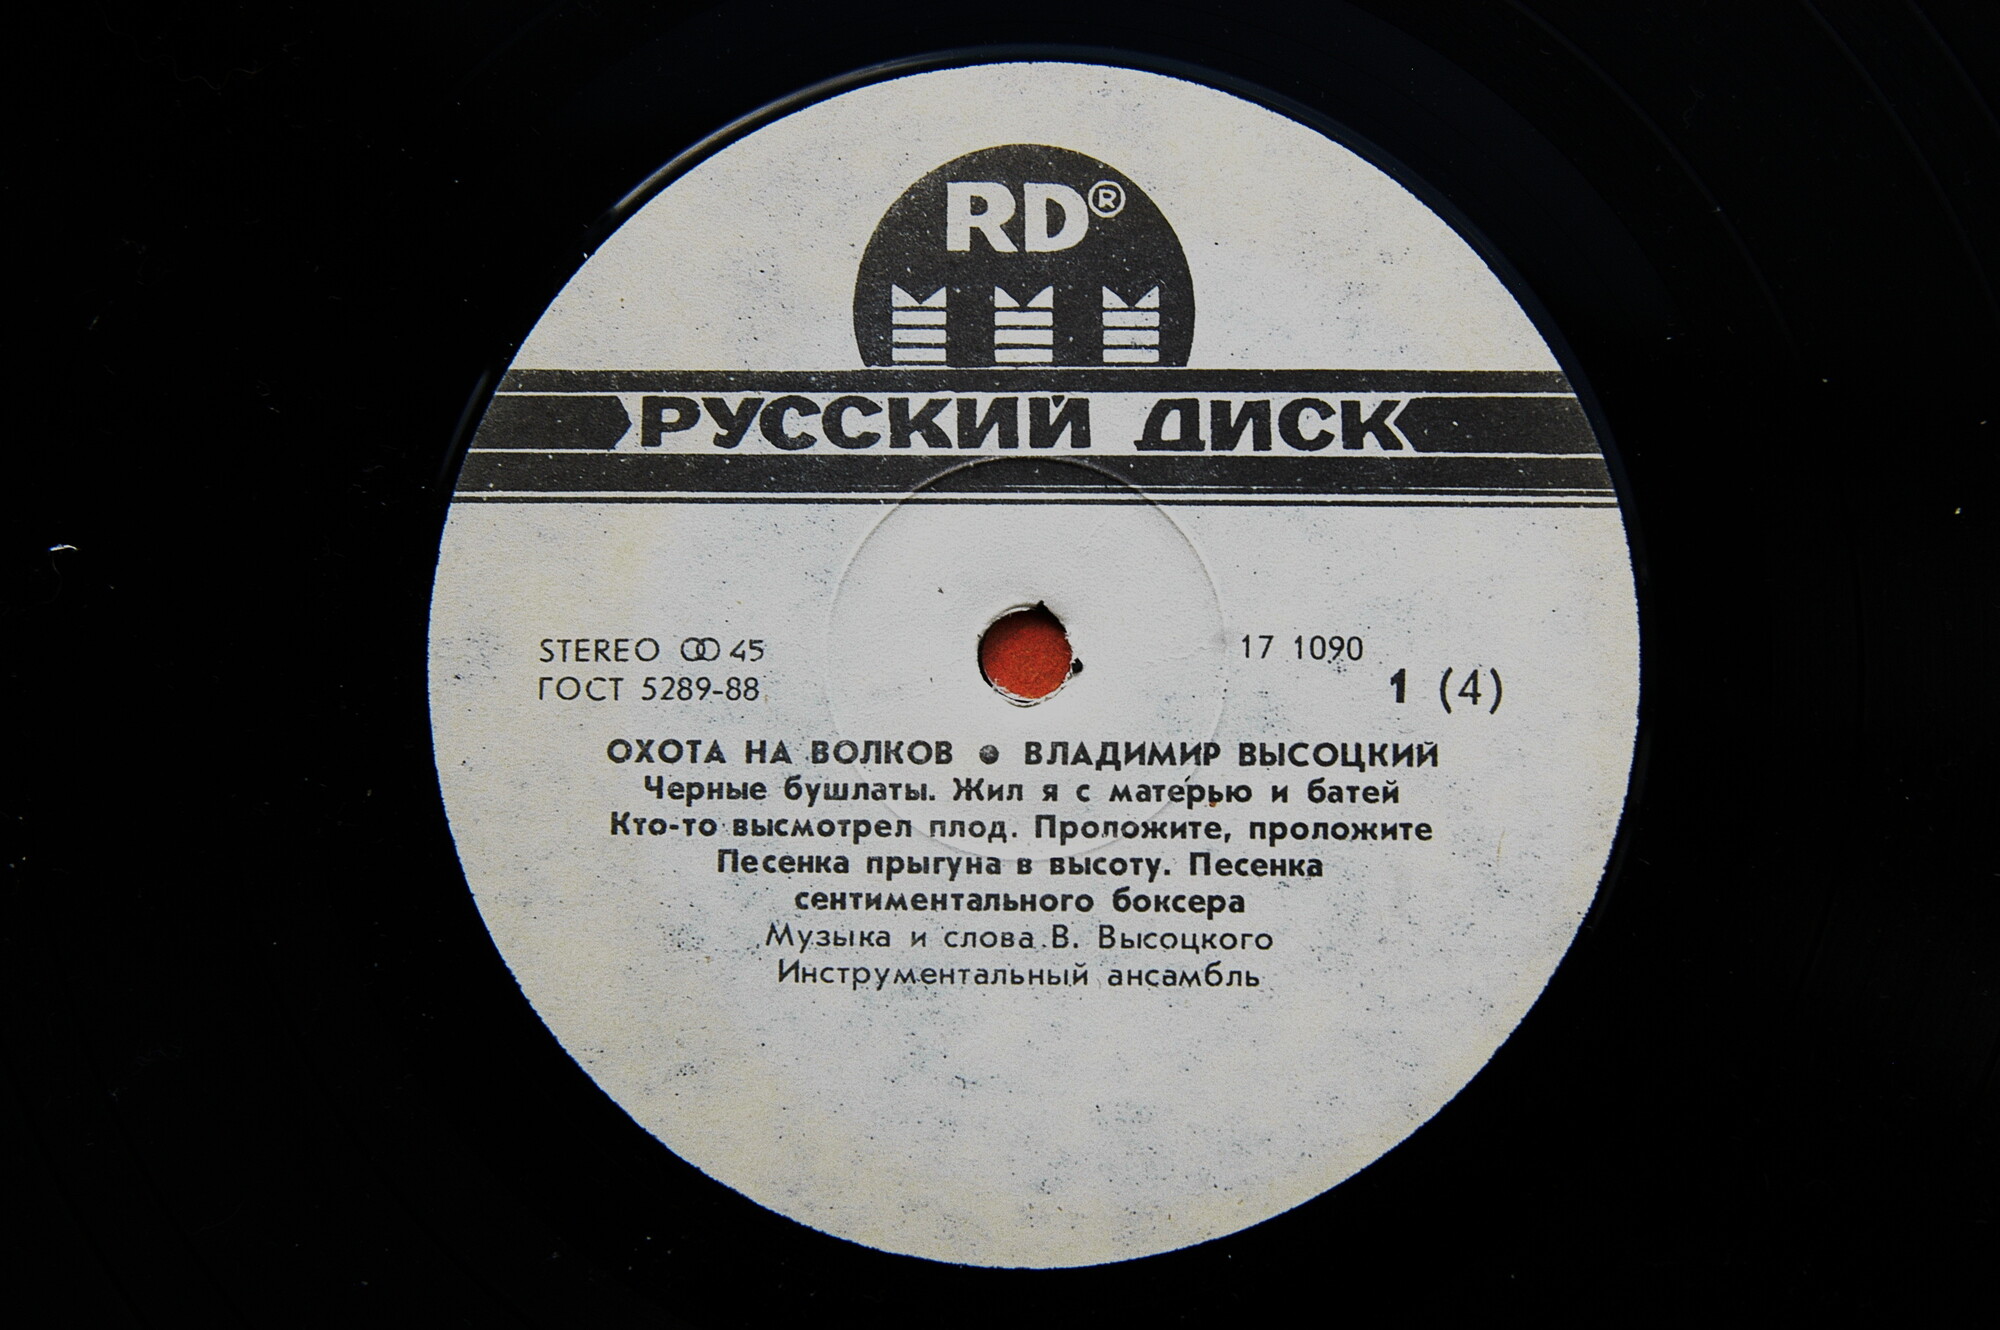 RD®
РУССКИЙ ДИСК
STEREO ꝏ 45
17 1090
ГОСТ 5289-88
1 (4)
ОХОТА НА ВОЛКОВ ● ВЛАДИМИР ВЫСОЦКИЙ
Черные бушлаты. Жил я с матерью и батей
Кто-то высмотрел плод. Проложите, проложите
Песенка прыгуна в высоту. Песенка
сентиментального боксера
Музыка и слова В. Высоцкого
Инструментальный ансамбль